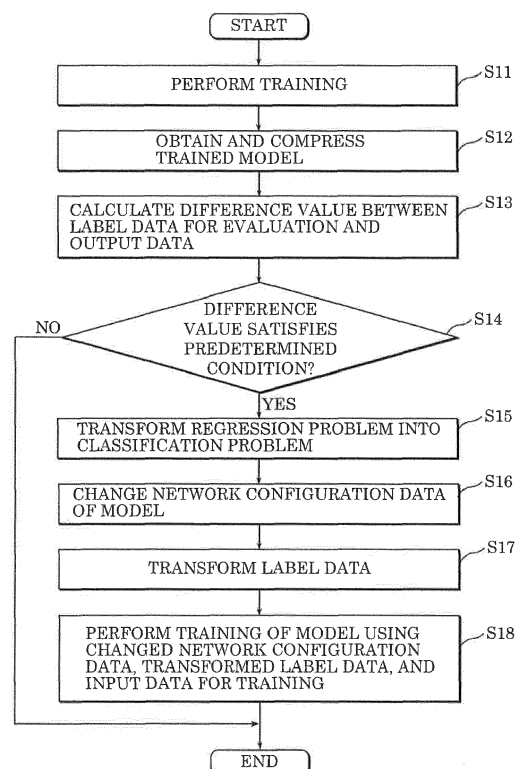 START
PERFORM TRAINING
S11
OBTAIN AND COMPRESS
TRAINED MODEL
S12
CALCULATE DIFFERENCE VALUE BETWEEN
LABEL DATA FOR EVALUATION AND
OUTPUT DATA
S13
DIFFERENCE
VALUE SATISFIES
PREDETERMINED
CONDITION?
S14
NO
YES
TRANSFORM REGRESSION PROBLEM INTO
CLASSIFICATION PROBLEM
S15
CHANGE NETWORK CONFIGURATION DATA
OF MODEL
S16
TRANSFORM LABEL DATA
S17
PERFORM TRAINING OF MODEL USING
CHANGED NETWORK CONFIGURATION
DATA, TRANSFORMED LABEL DATA, AND
INPUT DATA FOR TRAINING
S18
END